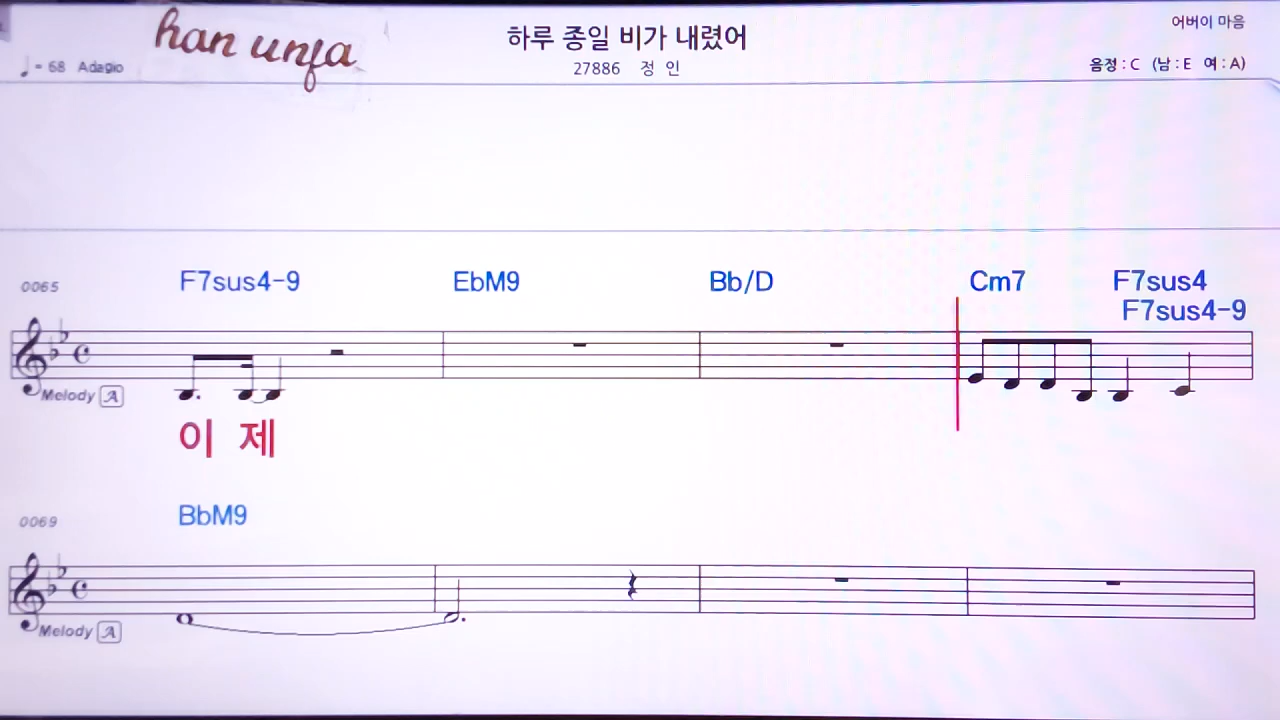 han unfa
하루 종일 비가 내렸어
어버이 마음
♩= 68 Adagio
27886 정 인
음정 : C (남 : E 여 : A)
0065
F7sus4-9 EbM9 Bb/D Cm7 F7sus4
F7sus4-9
Melody A
이 제
0069
BbM9
Melody A